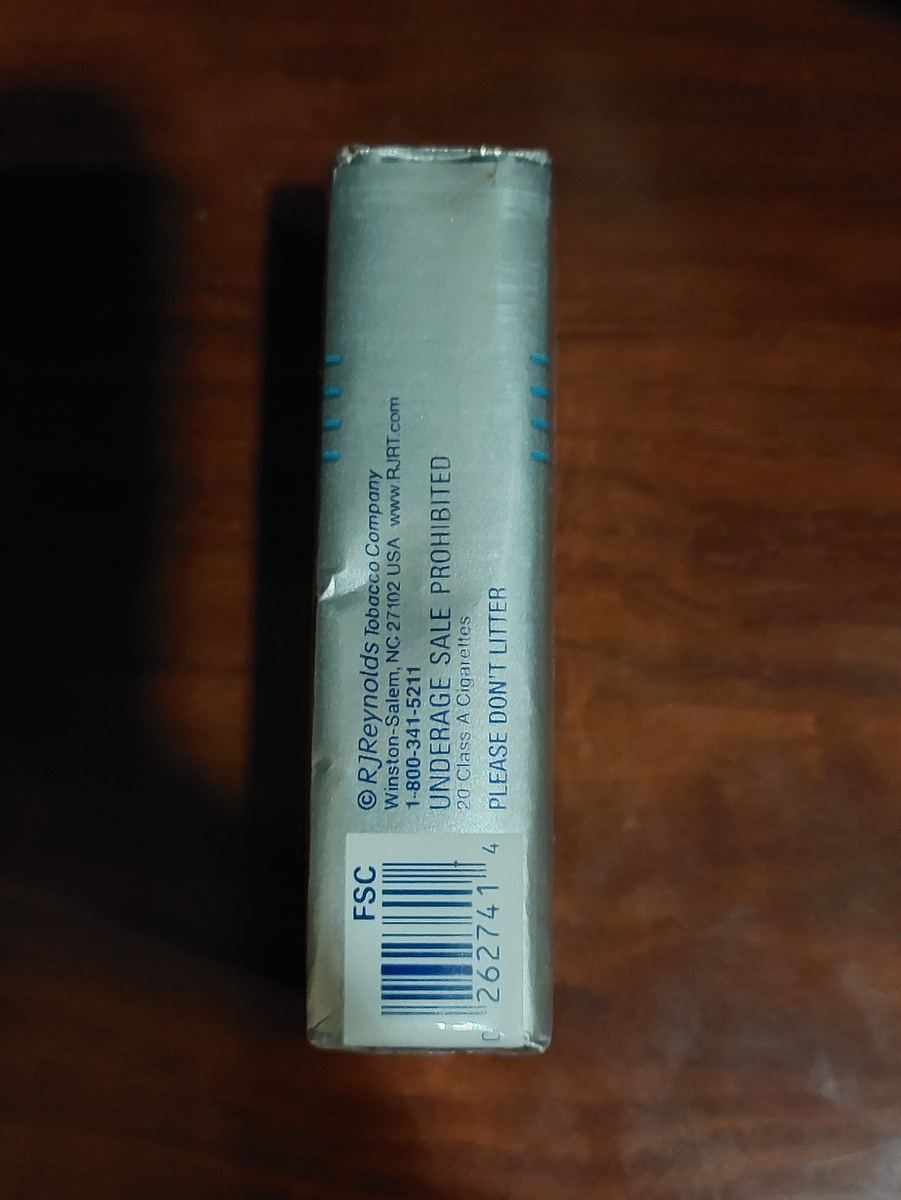 © RJReynolds Tobacco Company
Winston-Salem, NC 27102 USA www.RJRT.com
1-800-341-5211
UNDERAGE SALE PROHIBITED
20 Class A Cigarettes
PLEASE DON'T LITTER
FSC
0 262741 4